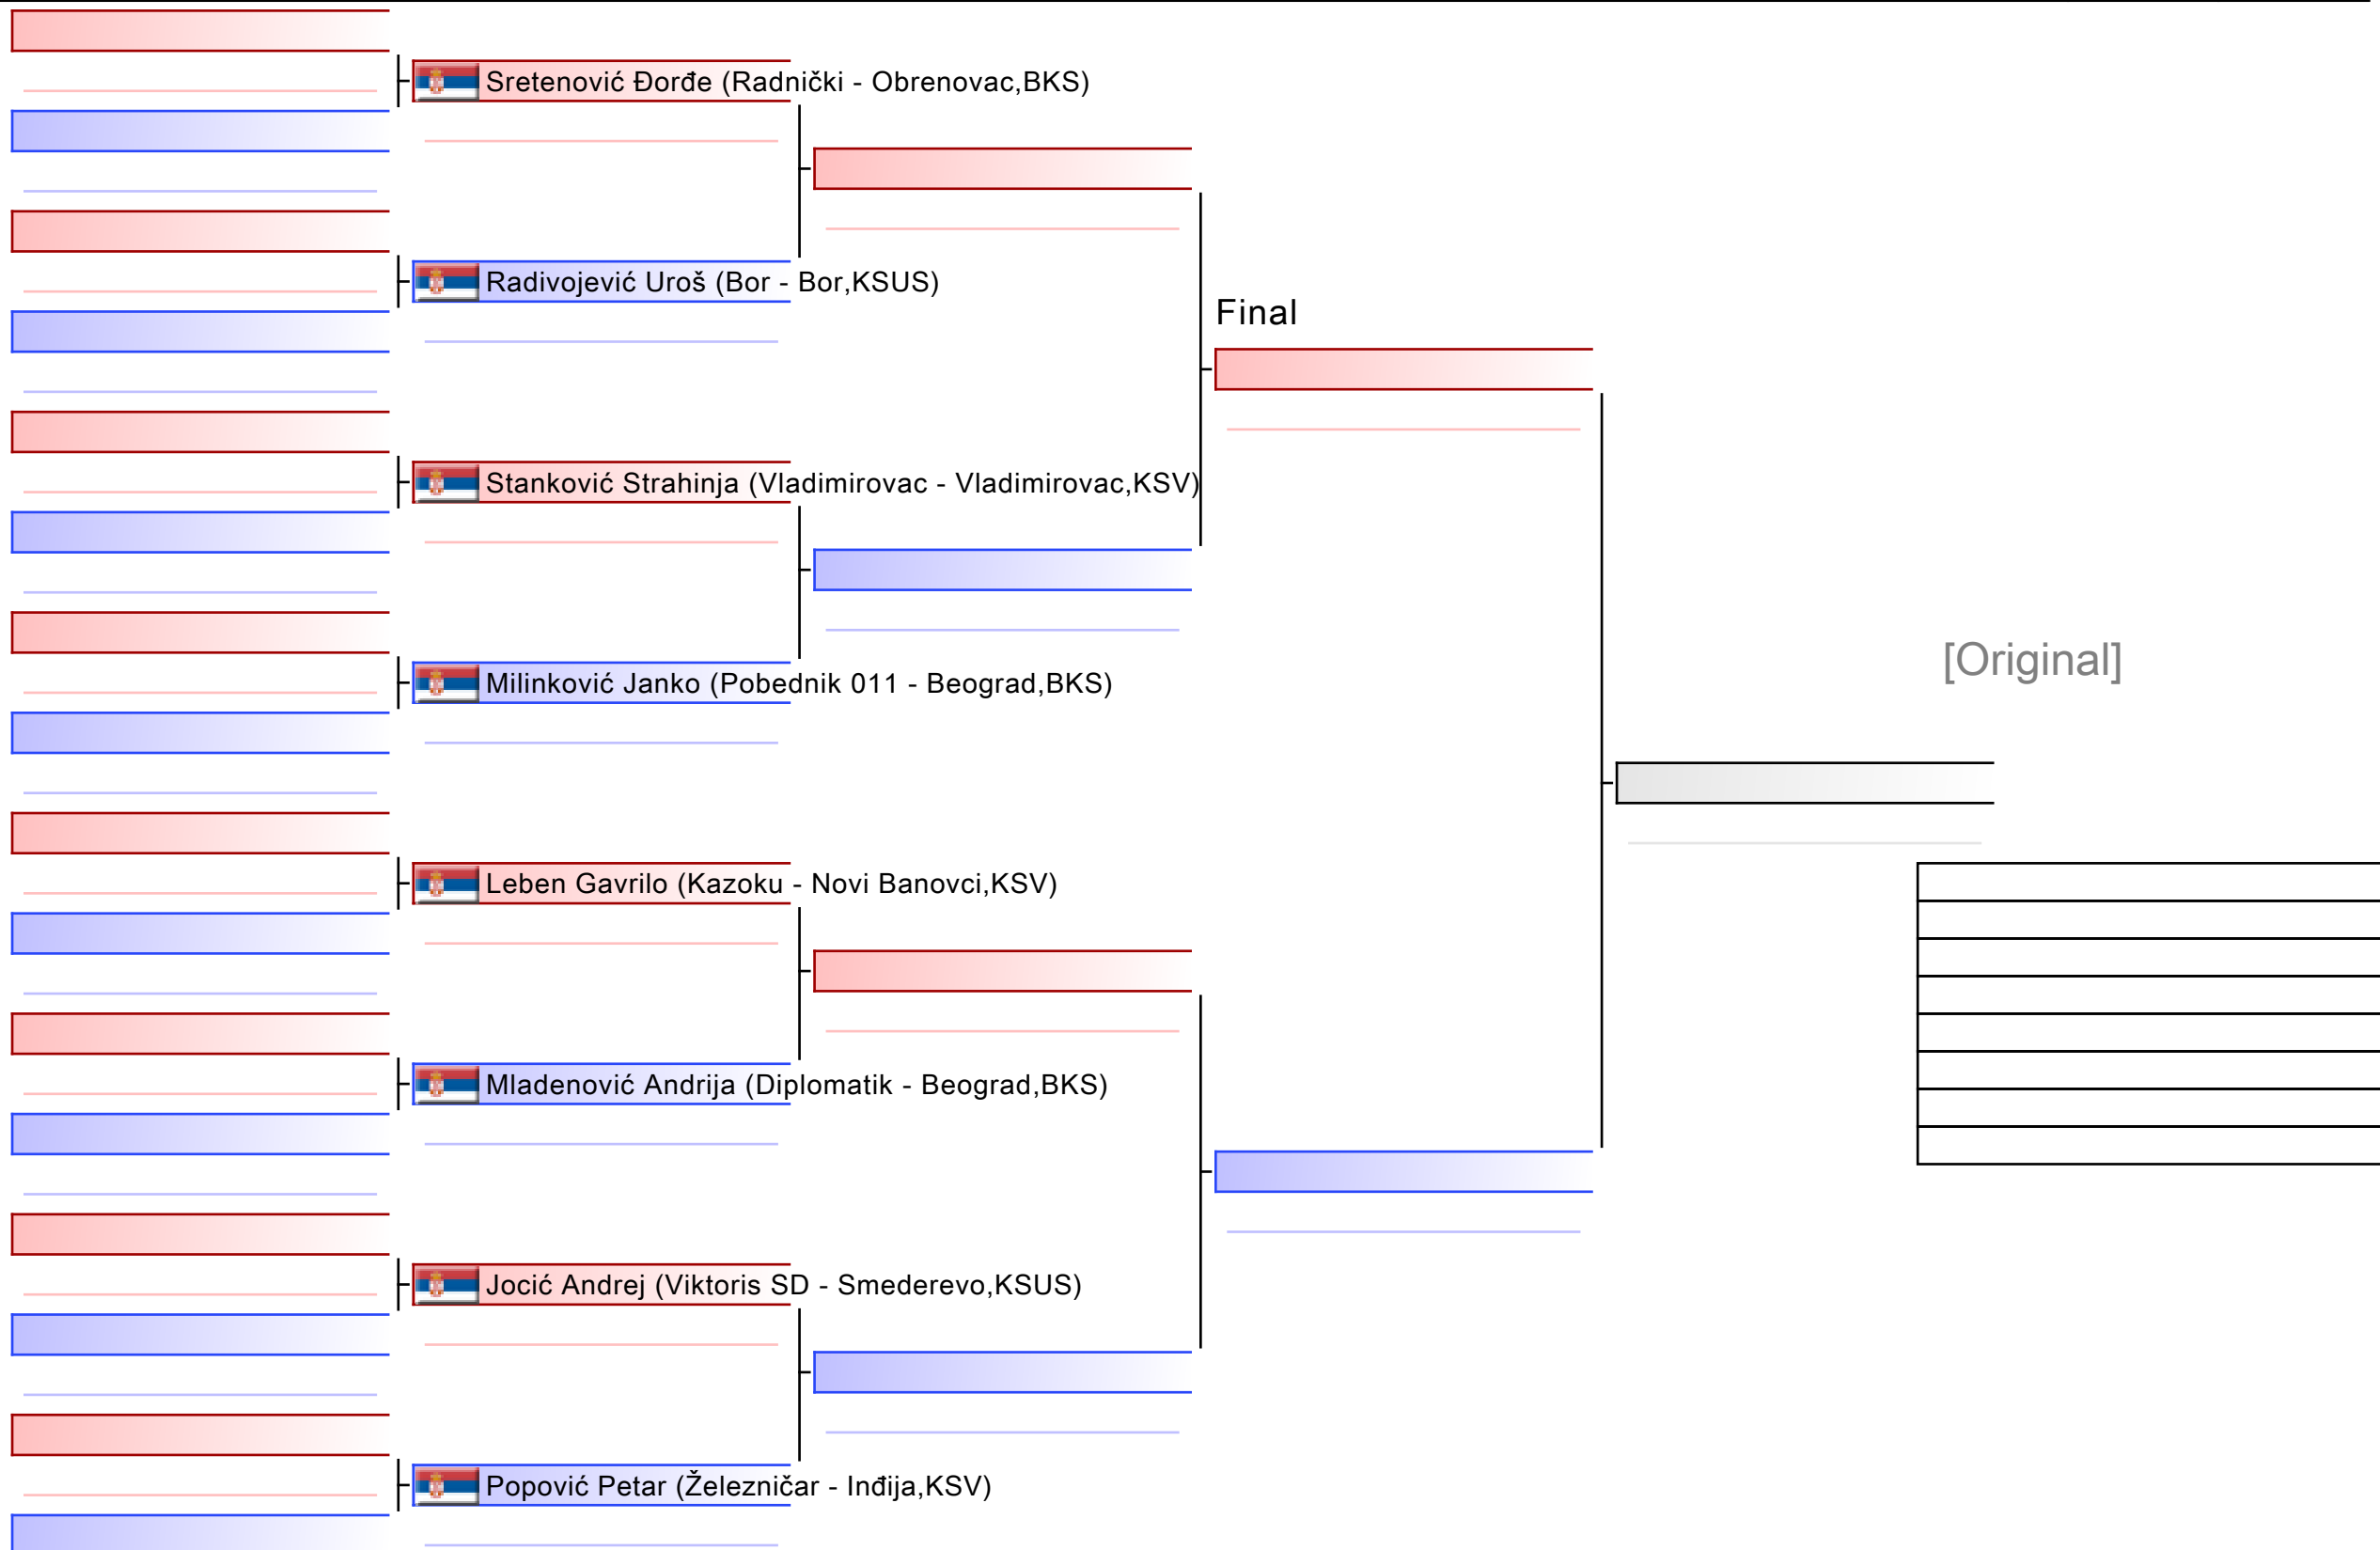 Sretenović Đorđe (Radnički - Obrenovac,BKS)
Radivojević Uroš (Bor - Bor,KSUS)
Final
Stanković Strahinja (Vladimirovac - Vladimirovac,KSV)
[Original]
Milinković Janko (Pobednik 011 - Beograd,BKS)
Leben Gavrilo (Kazoku - Novi Banovci,KSV)
Mladenović Andrija (Diplomatik - Beograd,BKS)
Jocić Andrej (Viktoris SD - Smederevo,KSUS)
Popović Petar (Železničar - Inđija,KSV)